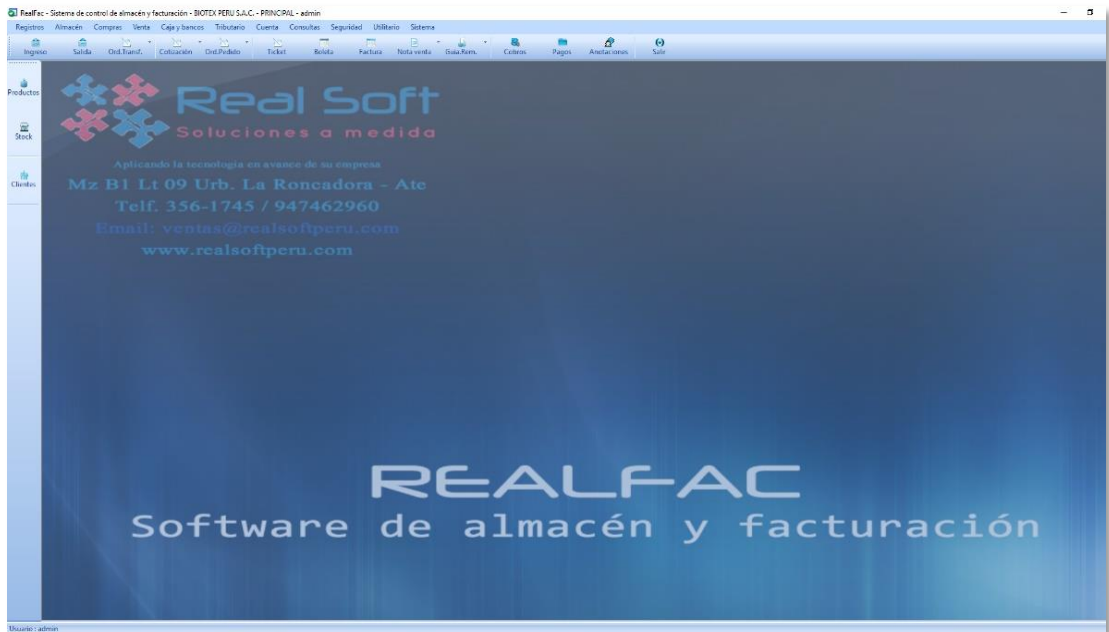 RealFac - Sistema de control de almacén y facturación - BIOTEX PERU S.A.C. - PRINCIPAL - admin
Registros Almacén Compras Venta Caja y bancos Tributario Cuenta Consultas Seguridad Utilitario Sistema
Ingreso Salida Ord.Transf. Cotización Ord.Pedido Ticket Boleta Factura Nota venta Guia.Rem. Cobros Pagos Anotaciones Salir
Productos
Stock
Clientes
Real Soft
Soluciones a medida
Aplicando la tecnología en avance de su empresa
Mz B1 Lt 09 Urb. La Roncadora - Ate
Telf. 356-1745 / 947462960
Email: ventas@realsoftperu.com
www.realsoftperu.com
REALFAC
Software de almacén y facturación
Usuario : admin